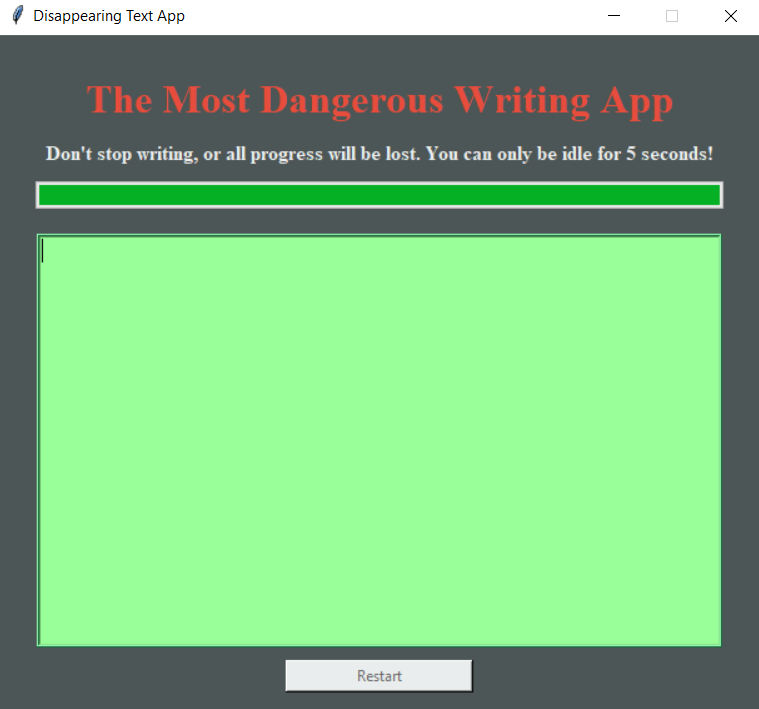 Disappearing Text App
The Most Dangerous Writing App
Don't stop writing, or all progress will be lost. You can only be idle for 5 seconds!
Restart